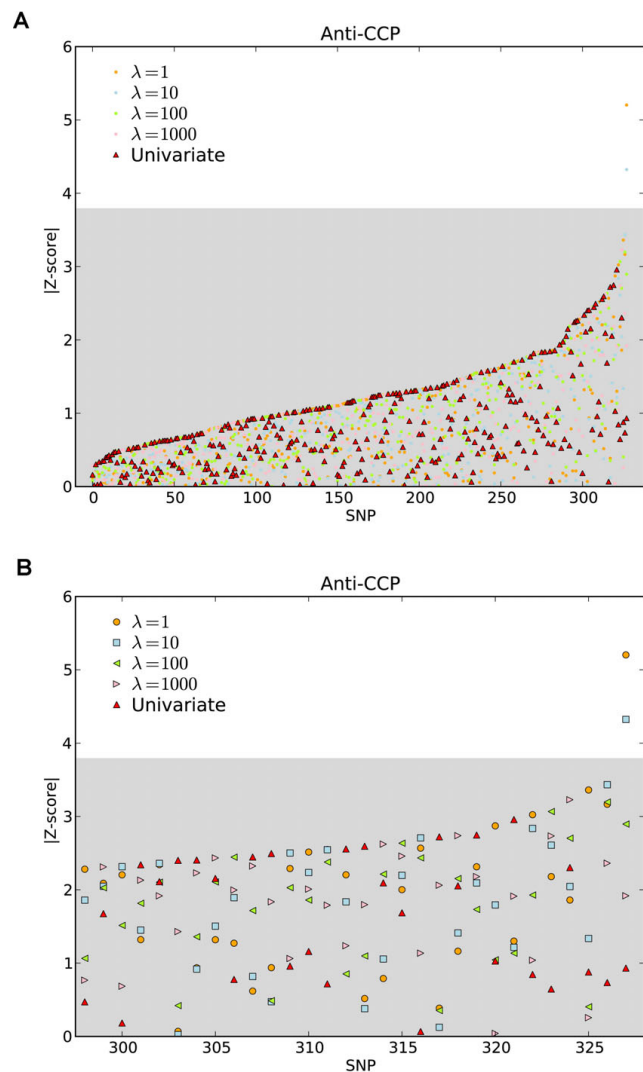 A
Anti-CCP
6
5
4
3
2
1
0
|Z-score|
λ=1
λ=10
λ=100
λ=1000
Univariate
0 50 100 150 200 250 300
SNP
B
Anti-CCP
6
5
4
3
2
1
0
|Z-score|
λ=1
λ=10
λ=100
λ=1000
Univariate
300 305 310 315 320 325
SNP